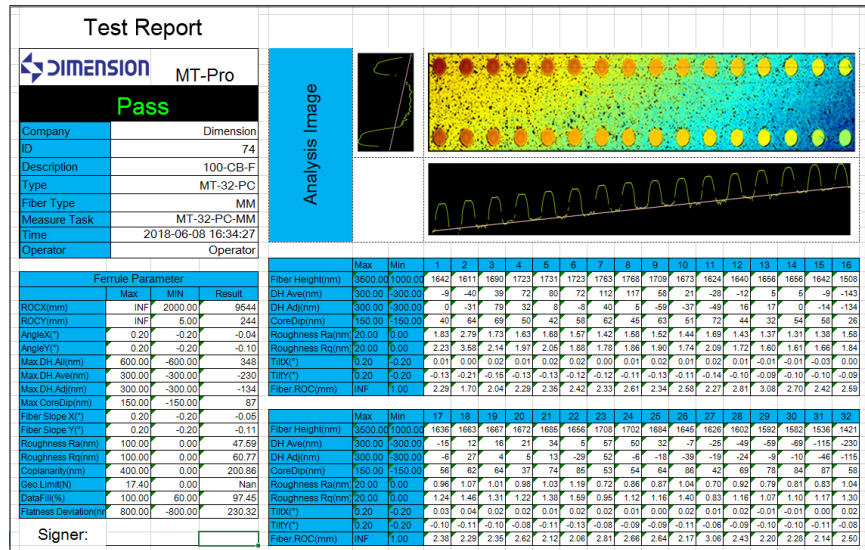 Test Report
DIMENSION MT-Pro
Pass
Company Dimension
ID 74
Description 100-CB-F
Type MT-32-PC
Fiber Type MM
Measure Task MT-32-PC-MM
Time 2018-06-08 16:34:27
Operator Operator
Analysis Image
Ferrule Parameter
Max MIN Result
ROCX(mm) INF 2000.00 9544
ROCY(mm) INF 5.00 244
AngleX(°) 0.20 -0.20 -0.04
AngleY(°) 0.20 -0.20 -0.10
Max.DH.All(nm) 600.00 -600.00 348
Max.DH.Ave(nm) 300.00 -300.00 -230
Max.DH.Adj(nm) 300.00 -300.00 -134
Max CoreDip(nm) 150.00 -150.00 87
Fiber Slope X(°) 0.20 -0.20 -0.05
Fiber Slope Y(°) 0.20 -0.20 -0.11
Roughness Ra(nm) 100.00 0.00 47.59
Roughness Rq(nm) 100.00 0.00 60.77
Coplanarity(nm) 400.00 0.00 200.86
Geo.Limit(N) 17.40 0.00 Nan
DataFill(%) 100.00 60.00 97.45
Flatness Deviation(nm 800.00 -800.00 230.32
Signer:
Max Min 1 2 3 4 5 6 7 8 9 10 11 12 13 14 15 16
Fiber Height(nm) 3500.00 1000.00 1642 1611 1690 1723 1731 1723 1763 1768 1709 1673 1624 1640 1656 1656 1642 1508
DH Ave(nm) 300.00 -300.00 -9 -40 39 72 80 72 112 117 58 21 -28 -12 5 5 -9 -143
DH Adj(nm) 300.00 -300.00 0 -31 79 32 8 -8 40 5 -59 -37 -49 16 17 0 -14 -134
CoreDip(nm) 150.00 -150.00 40 64 69 50 42 58 62 45 63 51 72 44 32 54 58 26
Roughness Ra(nm) 20.00 0.00 1.83 2.79 1.73 1.63 1.68 1.57 1.42 1.58 1.52 1.44 1.69 1.43 1.37 1.31 1.38 1.58
Roughness Rq(nm) 20.00 0.00 2.23 3.58 2.14 1.97 2.05 1.88 1.78 1.86 1.90 1.74 2.09 1.72 1.60 1.61 1.66 1.84
TiltX(°) 0.20 -0.20 0.01 0.00 0.02 0.01 0.02 0.02 0.00 0.01 0.02 0.01 0.02 0.01 -0.01 -0.01 -0.03 0.00
TiltY(°) 0.20 -0.20 -0.13 -0.21 -0.15 -0.13 -0.13 -0.12 -0.12 -0.11 -0.13 -0.11 -0.14 -0.10 -0.09 -0.10 -0.10 -0.09
Fiber.ROC(mm) INF 1.00 2.29 1.70 2.04 2.29 2.35 2.42 2.33 2.61 2.34 2.58 2.27 2.81 3.08 2.70 2.42 2.59
Max Min 17 18 19 20 21 22 23 24 25 26 27 28 29 30 31 32
Fiber Height(nm) 3500.00 1000.00 1636 1663 1667 1672 1685 1656 1708 1702 1684 1645 1626 1602 1592 1582 1536 1421
DH Ave(nm) 300.00 -300.00 -15 12 16 21 34 5 57 50 32 -7 -25 -49 -59 -69 -115 -230
DH Adj(nm) 300.00 -300.00 -6 27 4 5 13 -29 52 -6 -18 -39 -19 -24 -9 -10 -46 -115
CoreDip(nm) 150.00 -150.00 56 62 64 37 74 85 53 54 64 86 42 69 78 84 87 58
Roughness Ra(nm) 20.00 0.00 0.96 1.07 1.01 0.98 1.03 1.19 0.72 0.86 0.87 1.04 0.70 0.92 0.79 0.81 0.83 1.04
Roughness Rq(nm) 20.00 0.00 1.24 1.46 1.31 1.22 1.38 1.59 0.95 1.12 1.16 1.40 0.83 1.16 1.07 1.10 1.17 1.30
TiltX(°) 0.20 -0.20 0.03 0.04 0.02 0.02 0.01 0.02 0.02 0.01 0.00 0.02 0.01 -0.01 -0.01 -0.01 -0.02 -0.01
TiltY(°) 0.20 -0.20 -0.10 -0.11 -0.10 -0.08 -0.11 -0.13 -0.08 -0.09 -0.09 -0.11 -0.06 -0.09 -0.10 -0.10 -0.11 -0.08
Fiber.ROC(mm) INF 1.00 2.38 2.29 2.35 2.62 2.12 2.06 2.81 2.66 2.64 2.17 3.06 2.43 2.20 2.28 2.14 2.50